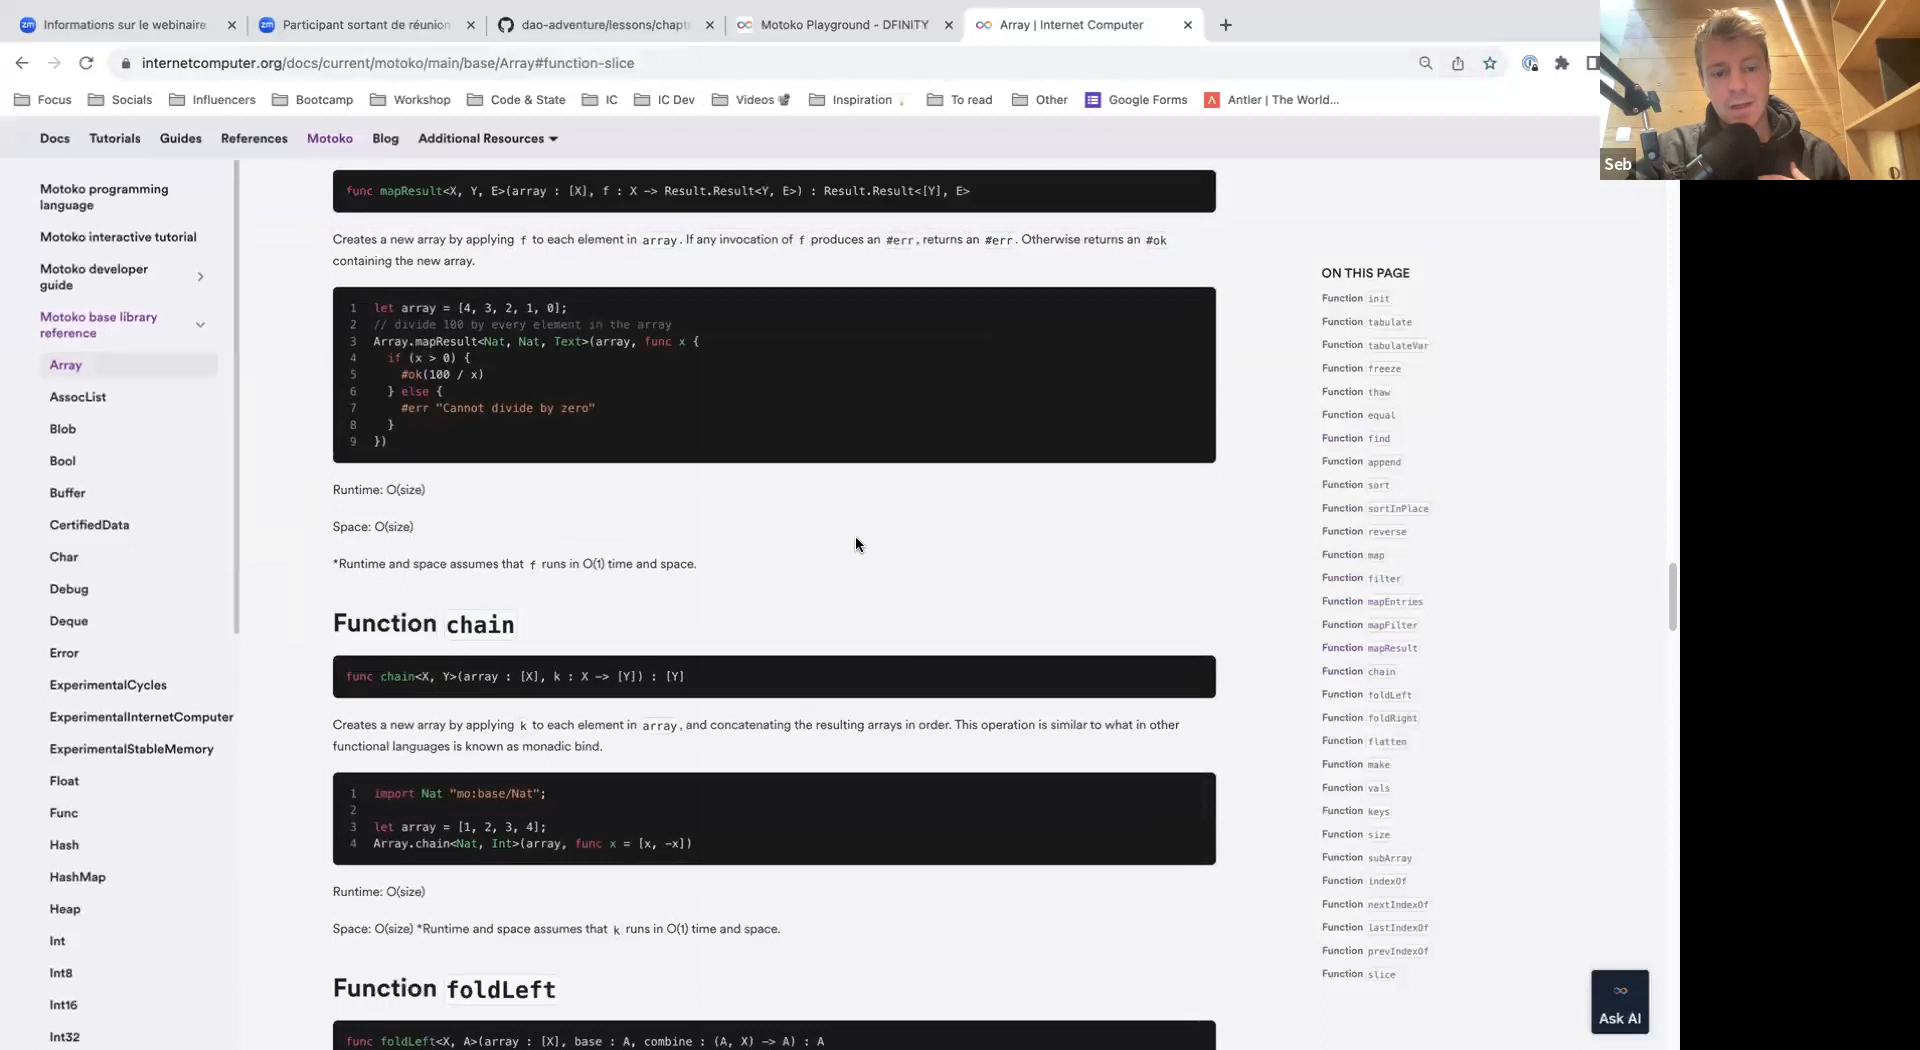 Informations sur le webinaire
Participant sortant de réunion
dao-adventure/lessons/chapt
Motoko Playground - DFINITY
Array | Internet Computer
internetcomputer.org/docs/current/motoko/main/base/Array#function-slice
Focus
Socials
Influencers
Bootcamp
Workshop
Code & State
IC
IC Dev
Videos
Inspiration
To read
Other
Google Forms
Antler | The World...
Seb
Docs
Tutorials
Guides
References
Motoko
Blog
Additional Resources
Motoko programming
language
Motoko interactive tutorial
Motoko developer
guide
Motoko base library
reference
Array
AssocList
Blob
Bool
Buffer
CertifiedData
Char
Debug
Deque
Error
ExperimentalCycles
ExperimentalInternetComputer
ExperimentalStableMemory
Float
Func
Hash
HashMap
Heap
Int
Int8
Int16
Int32
func mapResult<X, Y, E>(array : [X], f : X -> Result.Result<Y, E>) : Result.Result<[Y], E>
Creates a new array by applying f to each element in array. If any invocation of f produces an #err, returns an #err. Otherwise returns an #ok
containing the new array.
1 let array = [4, 3, 2, 1, 0];
2 // divide 100 by every element in the array
3 Array.mapResult<Nat, Nat, Text>(array, func x {
4 if (x > 0) {
5 #ok(100 / x)
6 } else {
7 #err "Cannot divide by zero"
8 }
9 })
Runtime: O(size)
Space: O(size)
*Runtime and space assumes that f runs in O(1) time and space.
Function chain
func chain<X, Y>(array : [X], k : X -> [Y]) : [Y]
Creates a new array by applying k to each element in array, and concatenating the resulting arrays in order. This operation is similar to what in other
functional languages is known as monadic bind.
1 import Nat "mo:base/Nat";
2
3 let array = [1, 2, 3, 4];
4 Array.chain<Nat, Int>(array, func x = [x, -x])
Runtime: O(size)
Space: O(size) *Runtime and space assumes that k runs in O(1) time and space.
Function foldLeft
func foldLeft<X, A>(array : [X], base : A, combine : (A, X) -> A) : A
ON THIS PAGE
Function init
Function tabulate
Function tabulateVar
Function freeze
Function thaw
Function equal
Function find
Function append
Function sort
Function sortInPlace
Function reverse
Function map
Function filter
Function mapEntries
Function mapFilter
Function mapResult
Function chain
Function foldLeft
Function foldRight
Function flatten
Function make
Function vals
Function keys
Function size
Function subArray
Function indexOf
Function nextIndexOf
Function lastIndexOf
Function prevIndexOf
Function slice
Ask AI